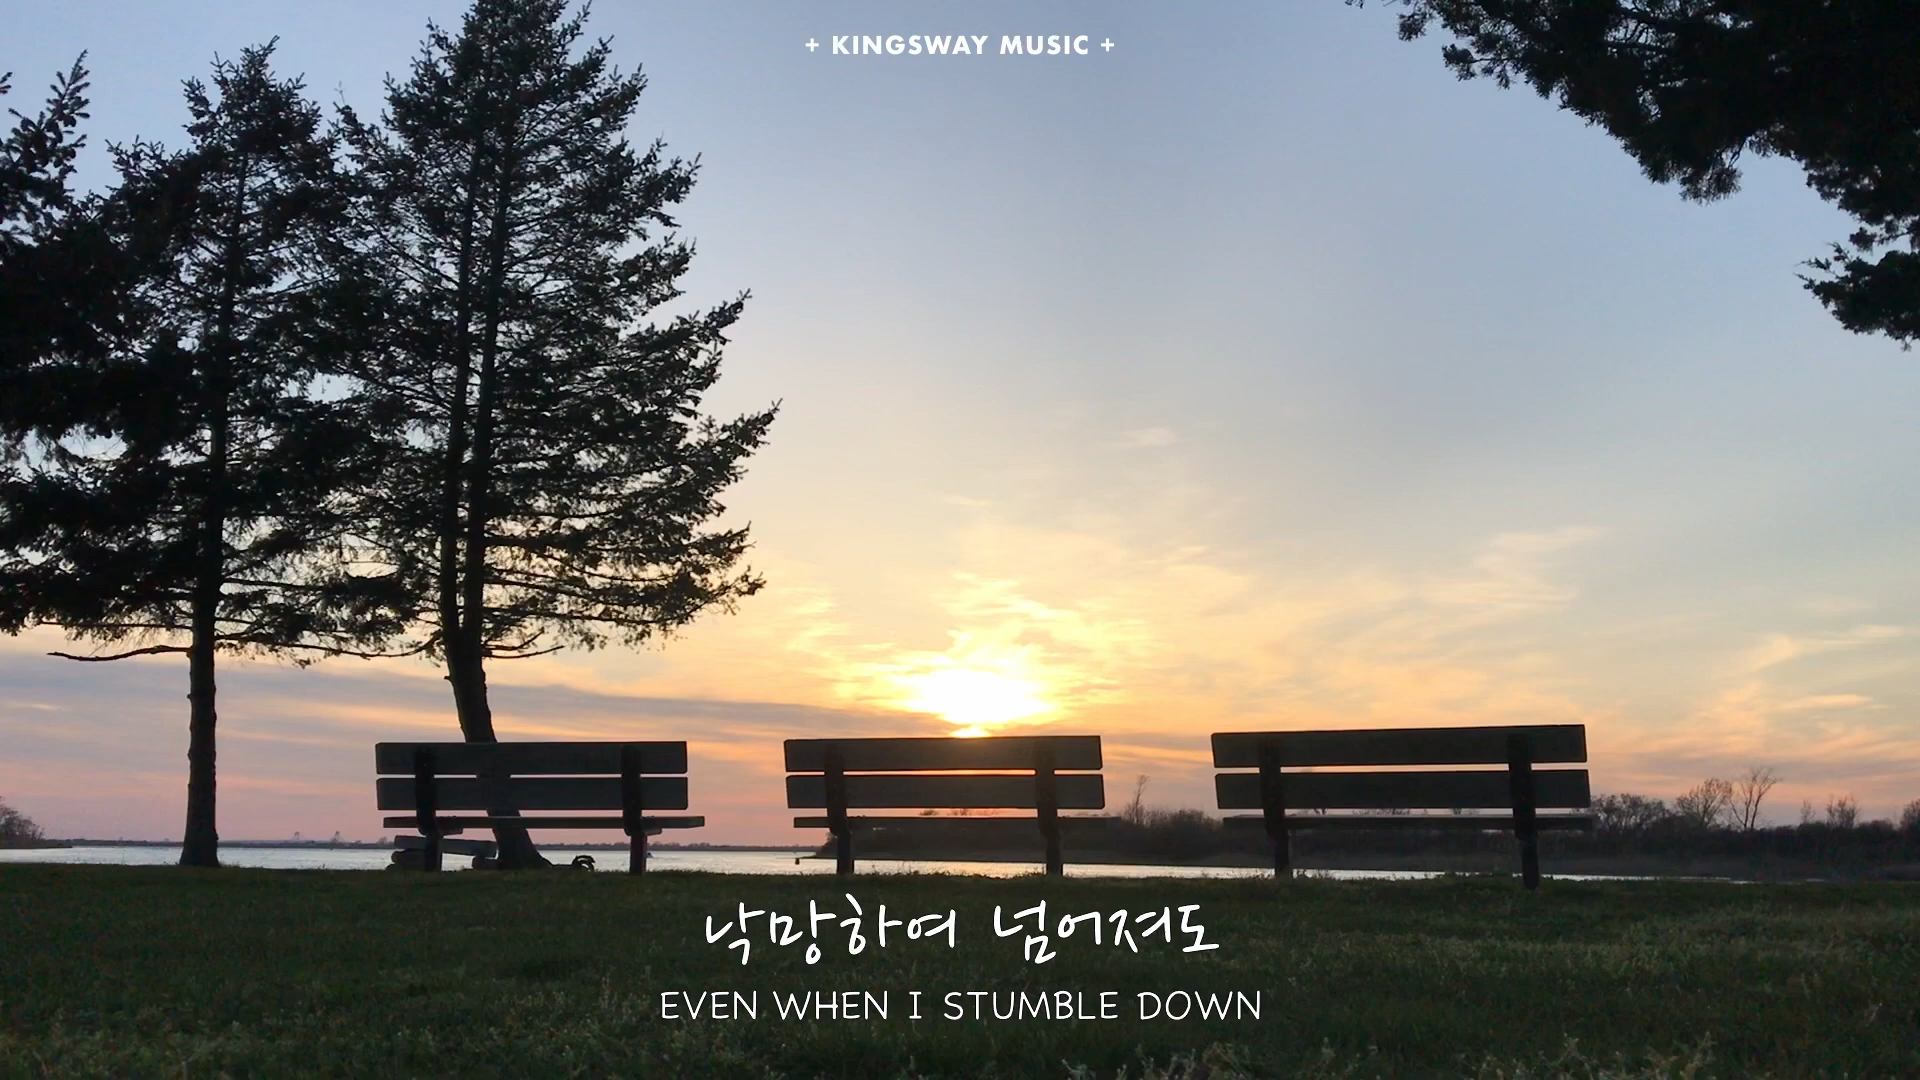 + KINGSWAY MUSIC +
낙망하여 넘어져도
EVEN WHEN I STUMBLE DOWN